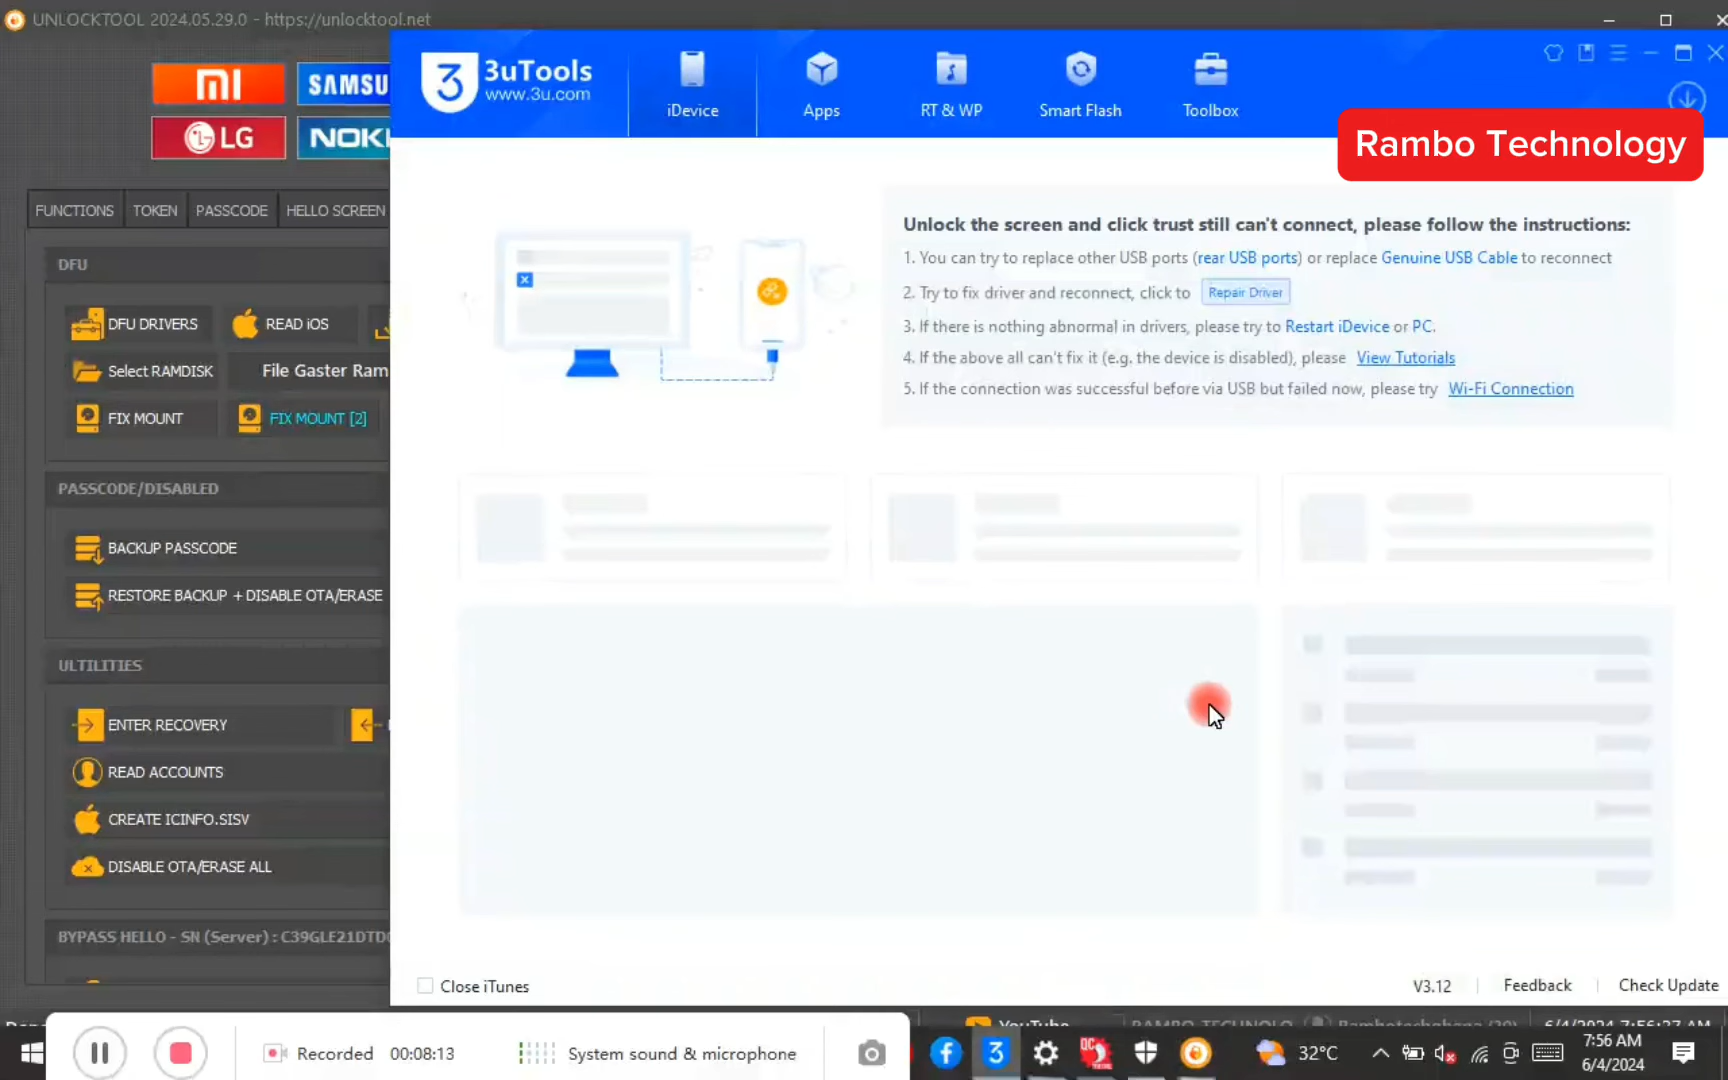 UNLOCKTOOL 2024.05.29.0 - https://unlocktool.net
SAMSU
LG
NOKI
FUNCTIONS
TOKEN
PASSCODE
HELLO SCREEN
DFU
DFU DRIVERS
READ iOS
Select RAMDISK
File Gaster Ram
FIX MOUNT
FIX MOUNT [2]
PASSCODE/DISABLED
BACKUP PASSCODE
RESTORE BACKUP + DISABLE OTA/ERASE
ULTILITIES
ENTER RECOVERY
READ ACCOUNTS
CREATE ICINFO.SISV
DISABLE OTA/ERASE ALL
BYPASS HELLO - SN (Server) : C39GLE21DTD
3uTools
www.3u.com
iDevice
Apps
RT & WP
Smart Flash
Toolbox
Rambo Technology
Unlock the screen and click trust still can't connect, please follow the instructions:
1. You can try to replace other USB ports (rear USB ports) or replace Genuine USB Cable to reconnect
2. Try to fix driver and reconnect, click to Repair Driver
3. If there is nothing abnormal in drivers, please try to Restart iDevice or PC.
4. If the above all can't fix it (e.g. the device is disabled), please View Tutorials
5. If the connection was successful before via USB but failed now, please try Wi-Fi Connection
Close iTunes
V3.12
Feedback
Check Update
Recorded 00:08:13
System sound & microphone
32°C
7:56 AM
6/4/2024